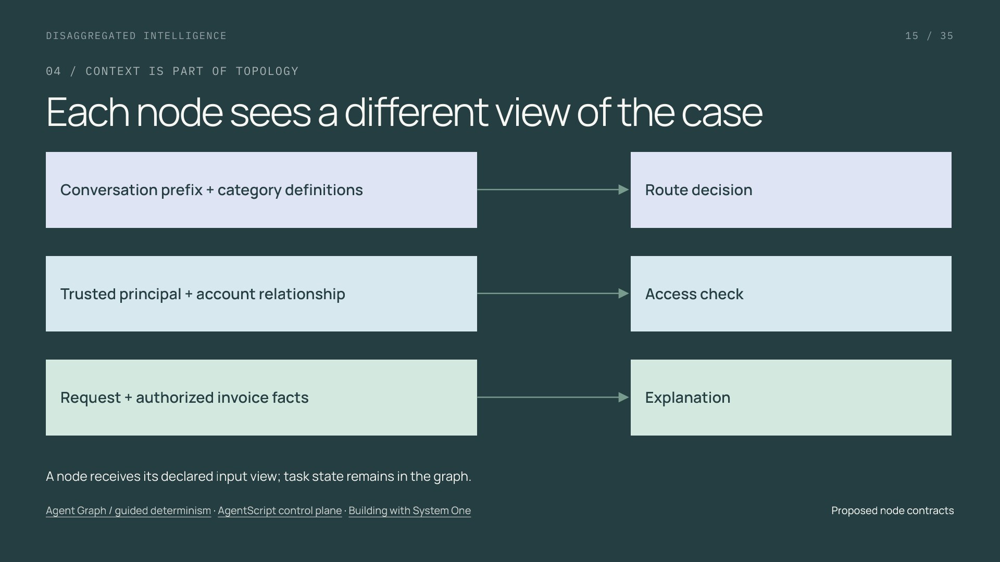 DISAGGREGATED INTELLIGENCE
15 / 35
04 / CONTEXT IS PART OF TOPOLOGY
Each node sees a different view of the case
Conversation prefix + category definitions
Route decision
Trusted principal + account relationship
Access check
Request + authorized invoice facts
Explanation
A node receives its declared input view; task state remains in the graph.
Agent Graph / guided determinism · AgentScript control plane · Building with System One
Proposed node contracts